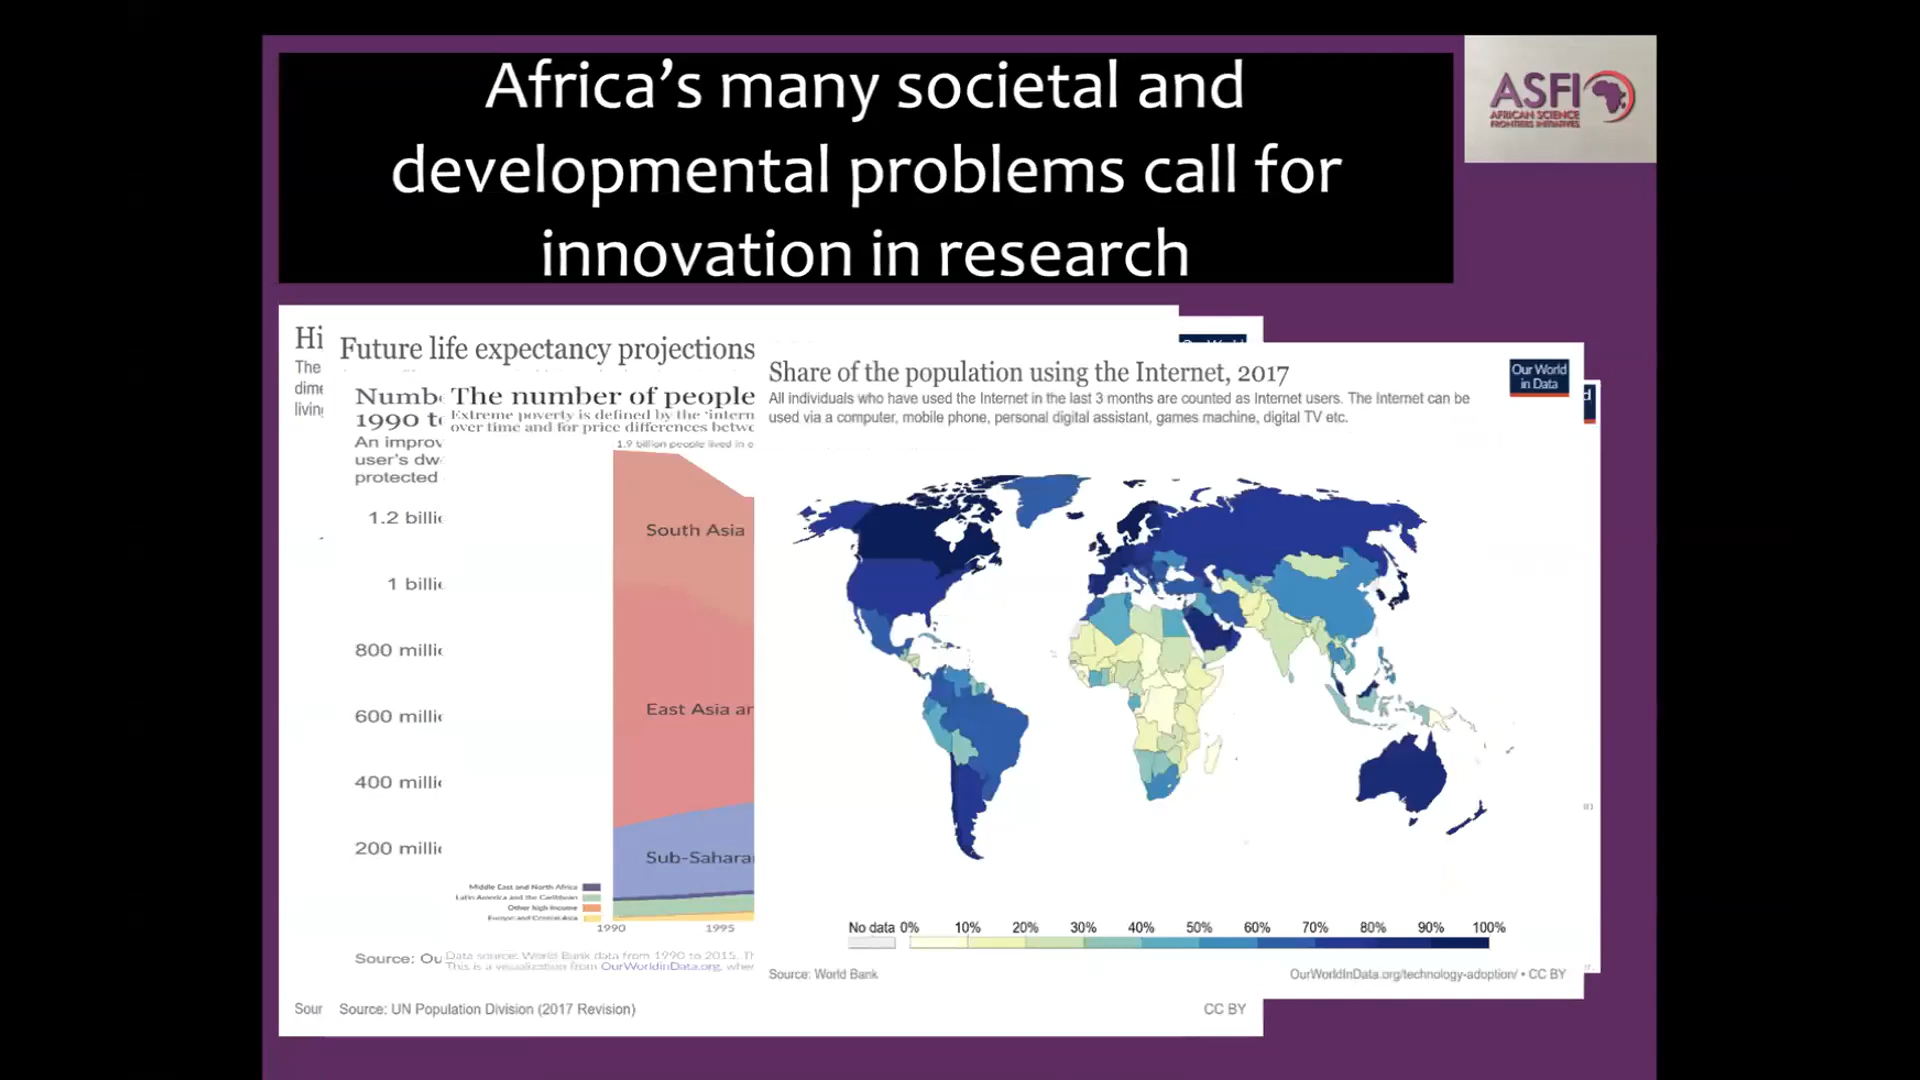 Africa's many societal and
developmental problems call for
innovation in research
ASFI
AFRICAN SCIENCE
FRONTIERS INITIATIVES
Hi
The
dime
living
Future life expectancy projections
Numbe
1990 to
An improv
user's dw
protected
1.2 billi
1 billi
800 milli
600 milli
400 milli
200 milli
Source: Ou
The number of people
Extreme poverty is defined by the 'intern
over time and for price differences betwe
1.9 billion people lived in e
South Asia
East Asia an
Sub-Sahara
Middle East and North Africa
Latin America and the Caribbean
Other high Income
Europe and Central Asia
1990 1995
Data source: World Bank data from 1990 to 2015. Th
This is a visualization from OurWorldinData.org, wher
Share of the population using the Internet, 2017
All individuals who have used the Internet in the last 3 months are counted as Internet users. The Internet can be
used via a computer, mobile phone, personal digital assistant, games machine, digital TV etc.
Our World
in Data
No data 0% 10% 20% 30% 40% 50% 60% 70% 80% 90% 100%
Source: World Bank
OurWorldInData.org/technology-adoption/ • CC BY
Sour
Source: UN Population Division (2017 Revision)
CC BY